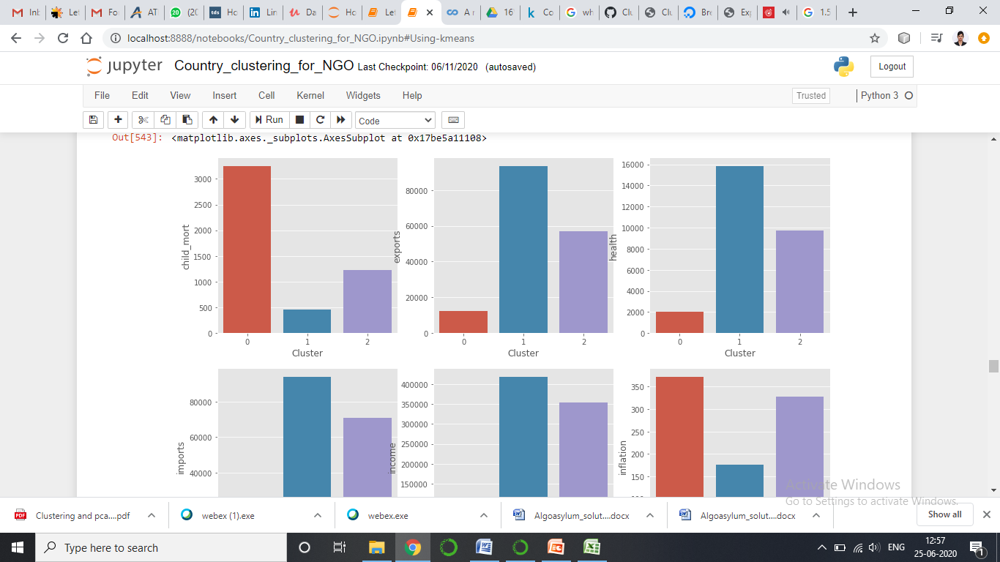 Inb Let Fo AT (20 Ho Lin Da Ho Let A r 16 Co wh Clu Clu Bre Exp 1.5
localhost:8888/notebooks/Country_clustering_for_NGO.ipynb#Using-kmeans
jupyter Country_clustering_for_NGO Last Checkpoint: 06/11/2020 (autosaved) Logout
File Edit View Insert Cell Kernel Widgets Help Trusted Python 3
Run Code
Out[543]: <matplotlib.axes._subplots.AxesSubplot at 0x17be5a11108>
child_mort
3000
2500
2000
1500
1000
500
0
0 1 2
Cluster
exports
80000
60000
40000
20000
0
0 1 2
Cluster
health
16000
14000
12000
10000
8000
6000
4000
2000
0
0 1 2
Cluster
imports
80000
60000
40000
income
400000
350000
300000
250000
200000
150000
inflation
350
300
250
200
150
100
Activate Windows
Go to Settings to activate Windows.
Clustering and pca....pdf webex (1).exe webex.exe Algoasylum_solut....docx Algoasylum_solut....docx Show all
Type here to search ENG 12:57
25-06-2020 1